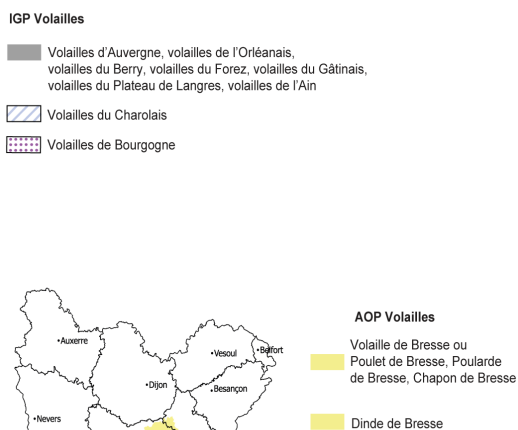 IGP Volailles
Volailles d'Auvergne, volailles de l'Orléanais,
volailles du Berry, volailles du Forez, volailles du Gâtinais,
volailles du Plateau de Langres, volailles de l'Ain
Volailles du Charolais
Volailles de Bourgogne
Auxerre
Vesoul
Belfort
Dijon
Besançon
Nevers
AOP Volailles
Volaille de Bresse ou
Poulet de Bresse, Poularde
de Bresse, Chapon de Bresse
Dinde de Bresse